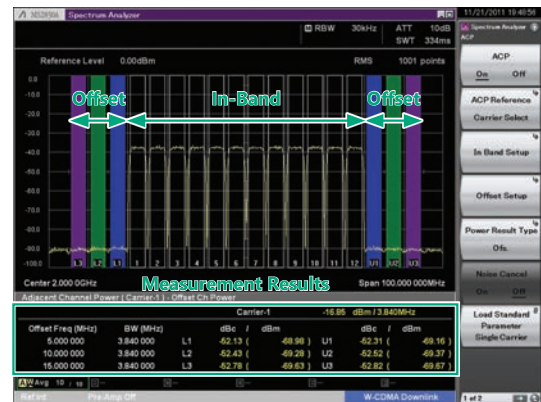 MS2690A Spectrum Analyzer
11/21/2011 19:48:56
RBW 30kHz ATT 10dB
SWT 334ms
Reference Level 0.00dBm RMS 1001 points
0.0
-10.0
-20.0
-30.0
-40.0
-50.0
-60.0
-70.0
-80.0
-90.0
-100.0
Offset In-Band Offset
L3 L2 L1 1 2 3 4 5 6 7 8 9 10 11 12 U1 U2 U3
Center 2.000 0GHz Span 100.000 000MHz
Measurement Results
Adjacent Channel Power ( Carrier-1 ) - Offset Ch Power
Carrier-1 -16.85 dBm / 3.840MHz
Offset Freq (MHz) BW (MHz) dBc / dBm dBc / dBm
5.000 000 3.840 000 L1 -52.13 ( -68.98 ) U1 -52.31 ( -69.16 )
10.000 000 3.840 000 L2 -52.43 ( -69.28 ) U2 -52.52 ( -69.37 )
15.000 000 3.840 000 L3 -52.78 ( -69.63 ) U3 -52.82 ( -69.67 )
A W Avg 10 / 10
Ref.Int Pre-Amp Off W-CDMA Downlink
Spectrum Analyzer
ACP
ACP
On Off
ACP Reference
Carrier Select
In Band Setup
Offset Setup
Power Result Type
Ofs.
Noise Cancel
On Off
Load Standard
Parameter
Single Carrier
1 of 2